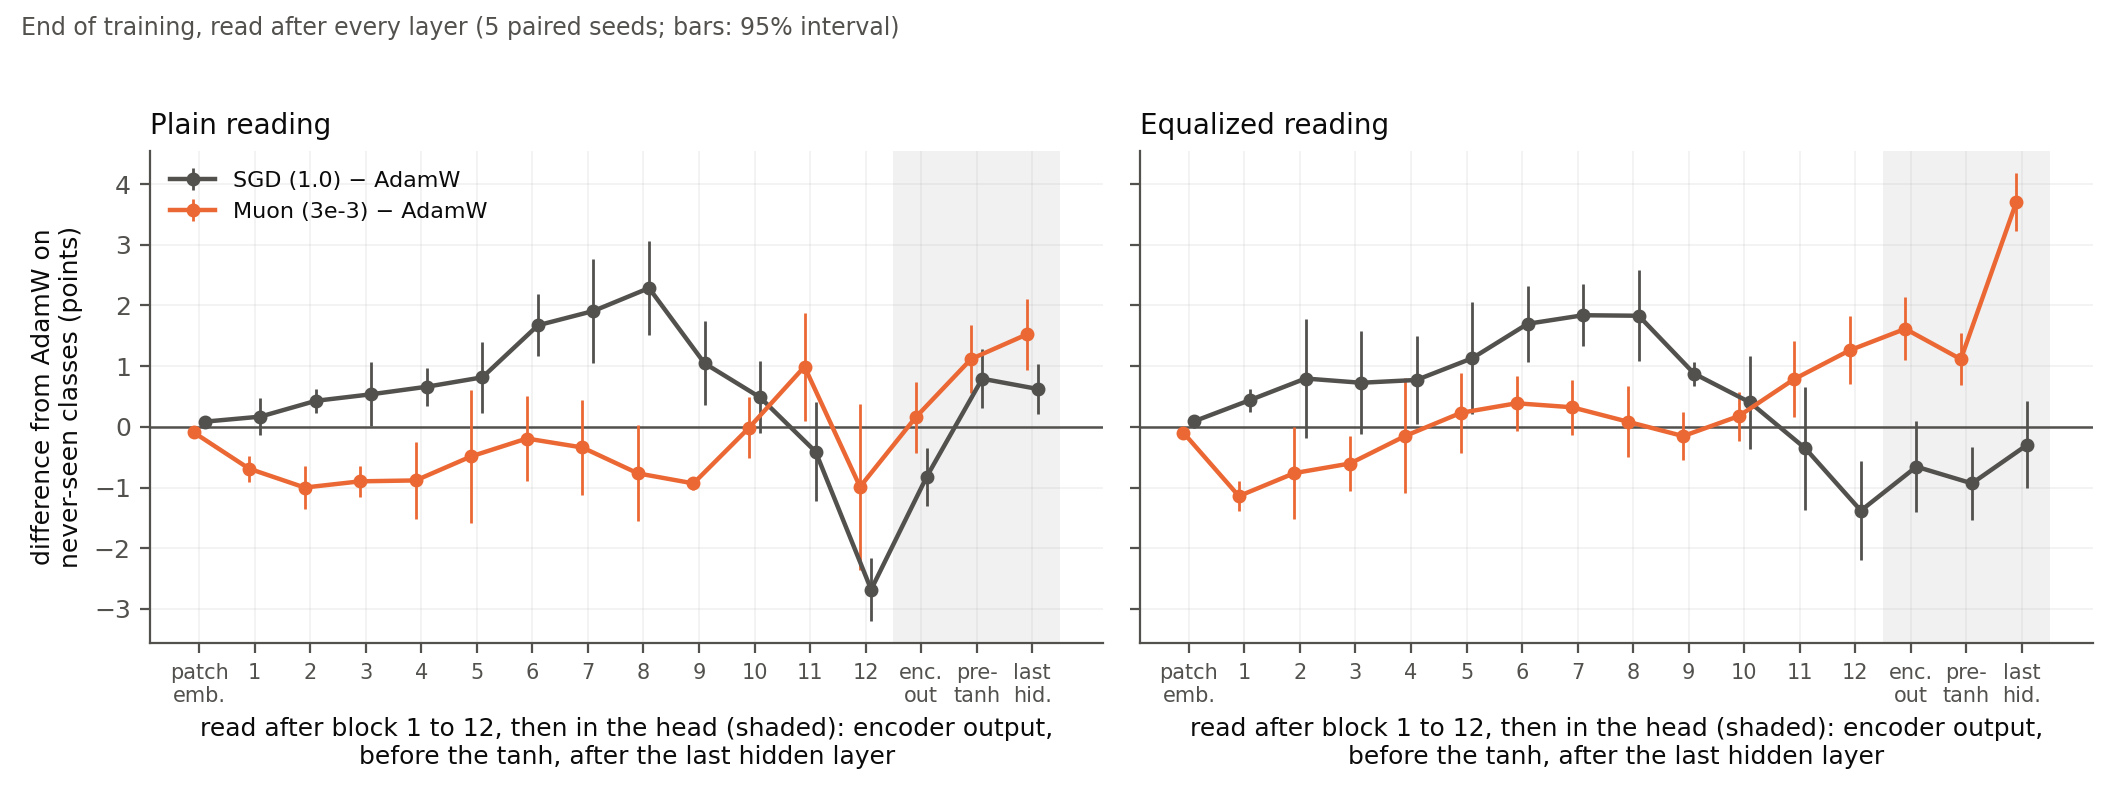 End of training, read after every layer (5 paired seeds; bars: 95% interval)
Plain reading
SGD (1.0) − AdamW
Muon (3e-3) − AdamW
difference from AdamW on
never-seen classes (points)
4
3
2
1
0
−1
−2
−3
patch emb. 1 2 3 4 5 6 7 8 9 10 11 12 enc. out pre-tanh last hid.
read after block 1 to 12, then in the head (shaded): encoder output,
before the tanh, after the last hidden layer
Equalized reading
patch emb. 1 2 3 4 5 6 7 8 9 10 11 12 enc. out pre-tanh last hid.
read after block 1 to 12, then in the head (shaded): encoder output,
before the tanh, after the last hidden layer